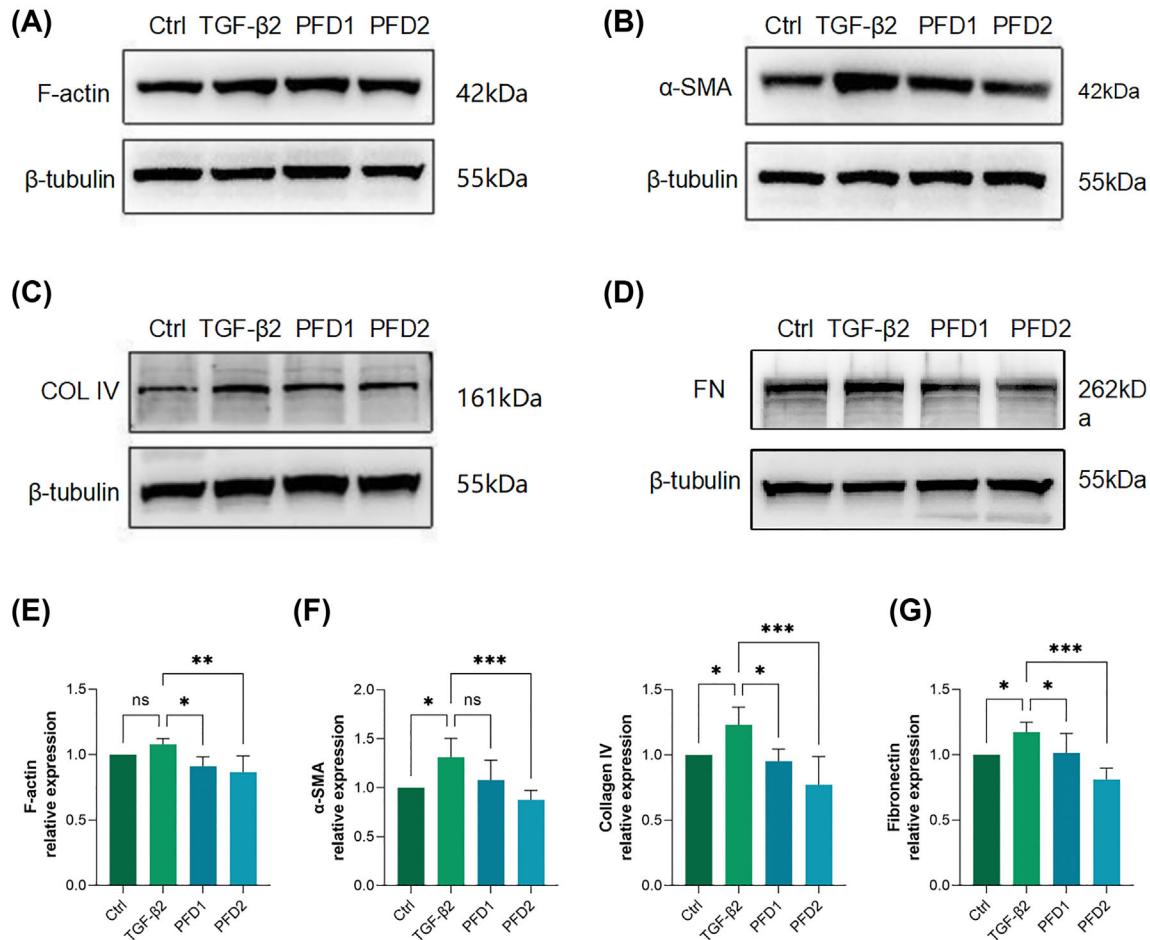 (A)
Ctrl TGF-β2 PFD1 PFD2
F-actin 42kDa
β-tubulin 55kDa
(B)
Ctrl TGF-β2 PFD1 PFD2
α-SMA 42kDa
β-tubulin 55kDa
(C)
Ctrl TGF-β2 PFD1 PFD2
COL IV 161kDa
β-tubulin 55kDa
(D)
Ctrl TGF-β2 PFD1 PFD2
FN 262kD
a
β-tubulin 55kDa
(E)
F-actin
relative expression
1.5
1.0
0.5
0.0
**
ns *
Ctrl TGF-β2 PFD1 PFD2
(F)
α-SMA
relative expression
2.0
1.5
1.0
0.5
0.0
***
* ns
Ctrl TGF-β2 PFD1 PFD2
Collagen IV
relative expression
1.5
1.0
0.5
0.0
***
* *
Ctrl TGF-β2 PFD1 PFD2
(G)
Fibronectin
relative expression
1.5
1.0
0.5
0.0
***
* *
Ctrl TGF-β2 PFD1 PFD2